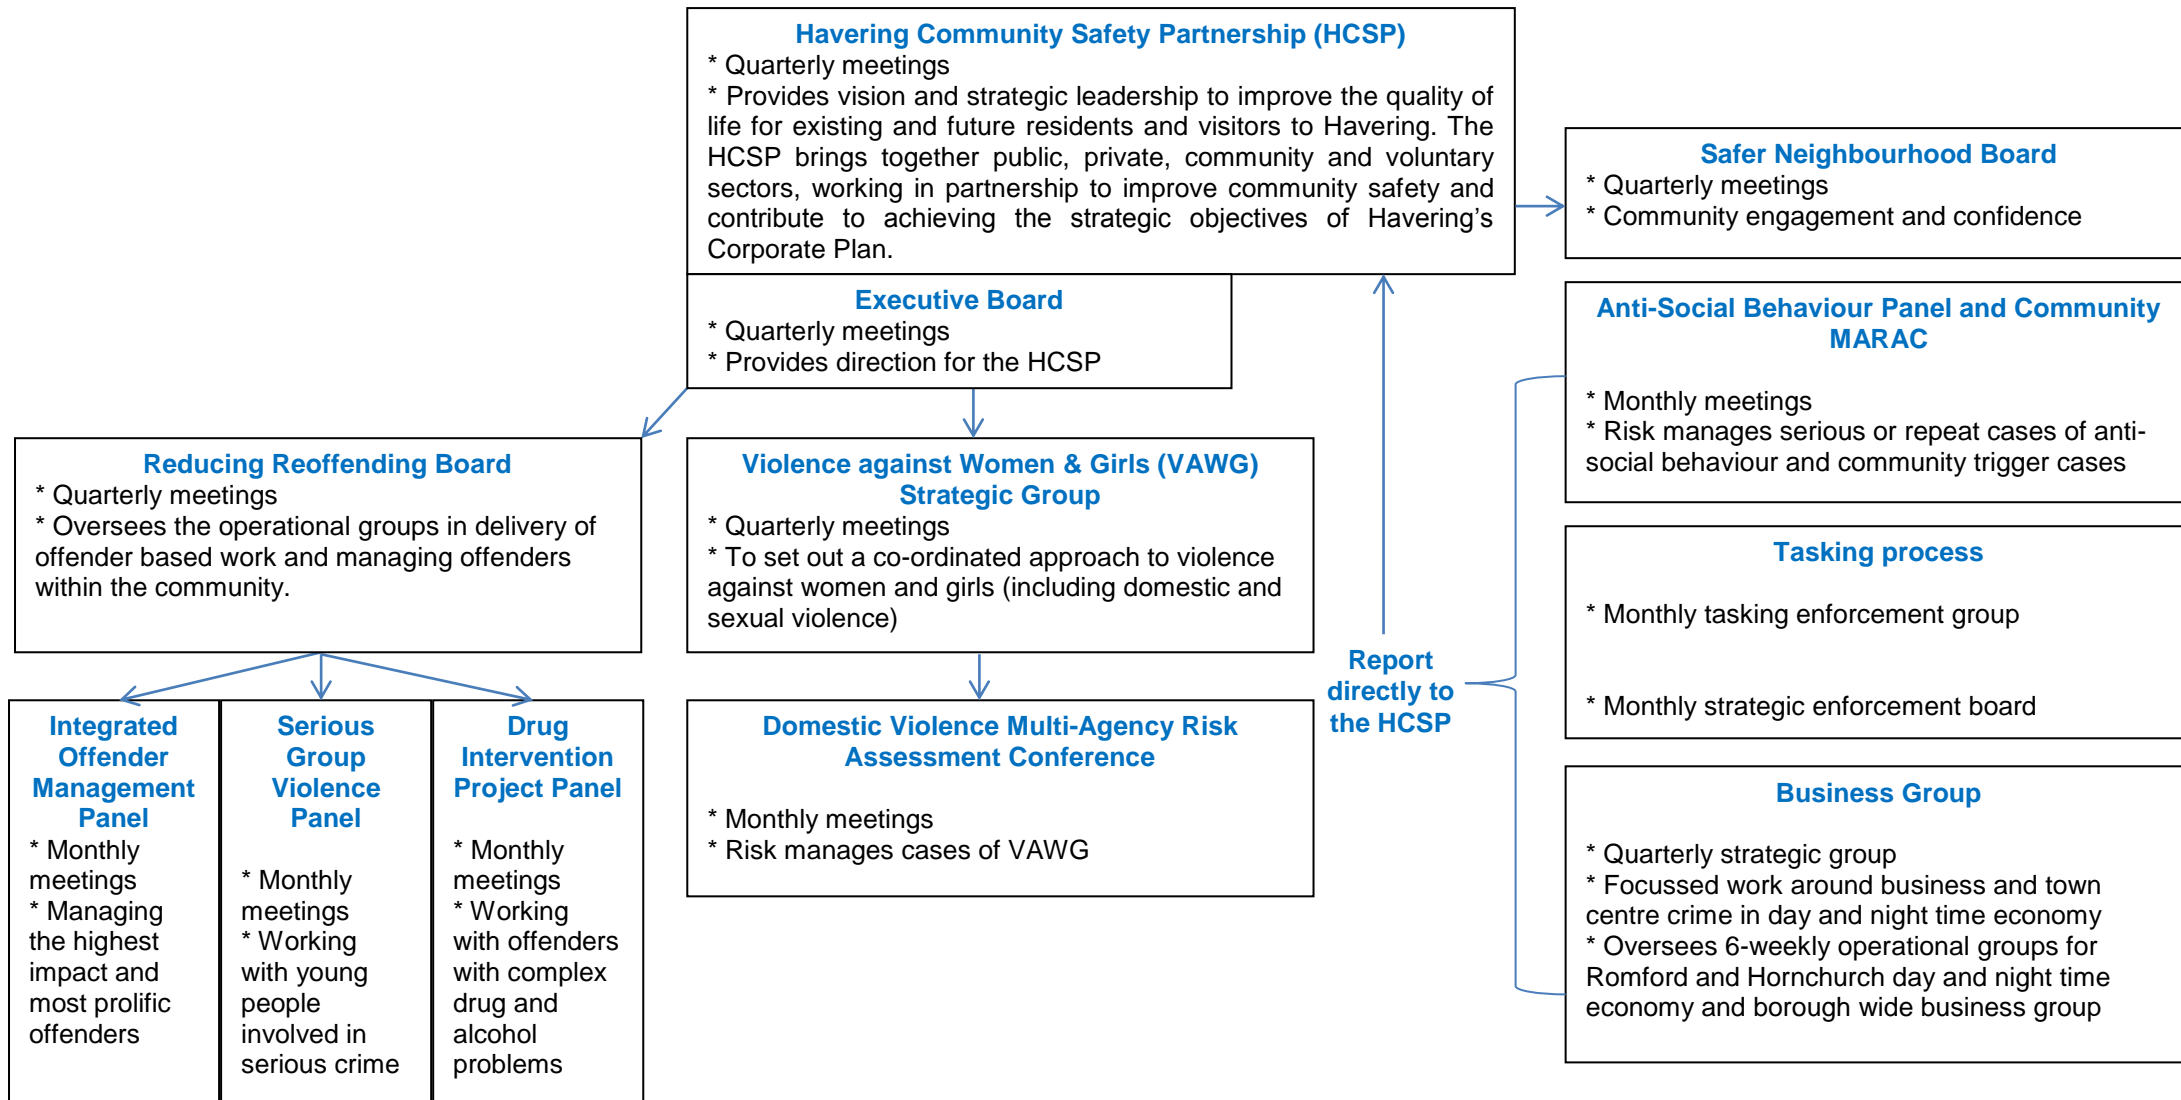 Havering Community Safety Partnership (HCSP)
* Quarterly meetings
* Provides vision and strategic leadership to improve the quality of
life for existing and future residents and visitors to Havering. The
HCSP brings together public, private, community and voluntary
sectors, working in partnership to improve community safety and
contribute to achieving the strategic objectives of Havering’s
Corporate Plan.
Safer Neighbourhood Board
* Quarterly meetings
* Community engagement and confidence
Executive Board
* Quarterly meetings
* Provides direction for the HCSP
Anti-Social Behaviour Panel and Community
MARAC
* Monthly meetings
* Risk manages serious or repeat cases of anti-
social behaviour and community trigger cases
Reducing Reoffending Board
* Quarterly meetings
* Oversees the operational groups in delivery of
offender based work and managing offenders
within the community.
Violence against Women & Girls (VAWG)
Strategic Group
* Quarterly meetings
* To set out a co-ordinated approach to violence
against women and girls (including domestic and
sexual violence)
Tasking process
* Monthly tasking enforcement group
* Monthly strategic enforcement board
Report
directly to
the HCSP
Integrated
Offender
Management
Panel
* Monthly
meetings
* Managing
the highest
impact and
most prolific
offenders
Serious
Group
Violence
Panel
* Monthly
meetings
* Working
with young
people
involved in
serious crime
Drug
Intervention
Project Panel
* Monthly
meetings
* Working
with offenders
with complex
drug and
alcohol
problems
Domestic Violence Multi-Agency Risk
Assessment Conference
* Monthly meetings
* Risk manages cases of VAWG
Business Group
* Quarterly strategic group
* Focussed work around business and town
centre crime in day and night time economy
* Oversees 6-weekly operational groups for
Romford and Hornchurch day and night time
economy and borough wide business group